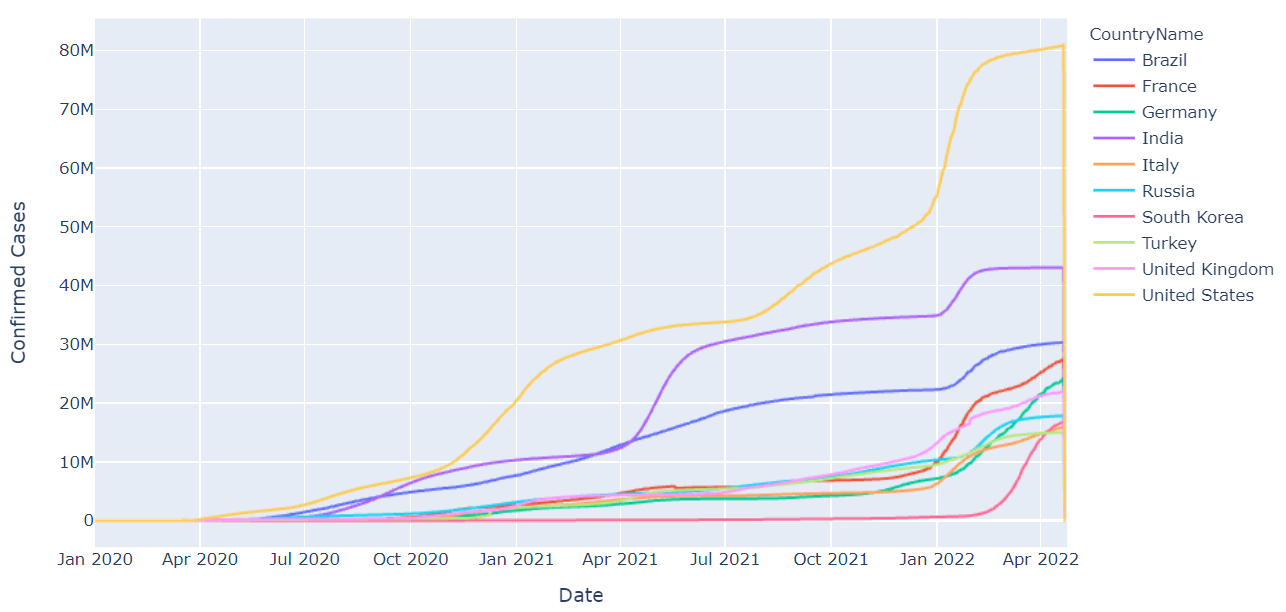 80M
70M
60M
50M
40M
30M
20M
10M
0
Confirmed Cases
Jan 2020 Apr 2020 Jul 2020 Oct 2020 Jan 2021 Apr 2021 Jul 2021 Oct 2021 Jan 2022 Apr 2022
Date
CountryName
Brazil
France
Germany
India
Italy
Russia
South Korea
Turkey
United Kingdom
United States